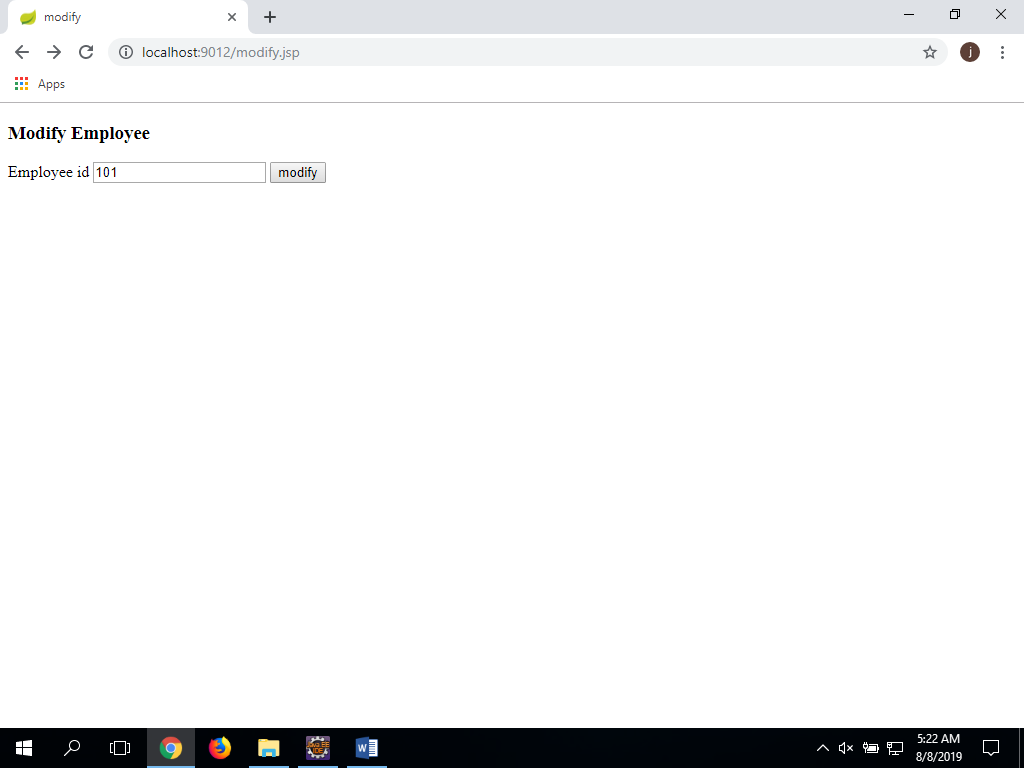 modify
localhost:9012/modify.jsp
j
Apps
Modify Employee
Employee id 101 modify
5:22 AM
8/8/2019